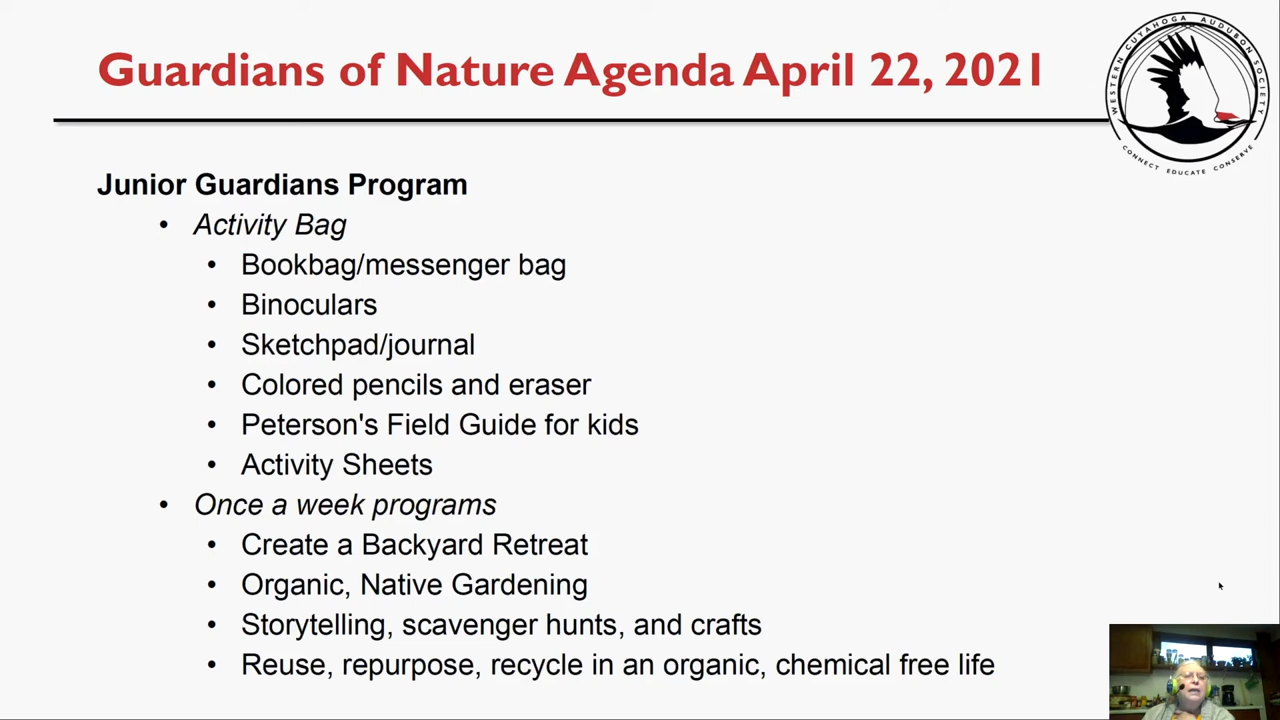 Guardians of Nature Agenda April 22, 2021
WESTERN CUYAHOGA AUDUBON SOCIETY
CONNECT EDUCATE CONSERVE
Junior Guardians Program
• Activity Bag
• Bookbag/messenger bag
• Binoculars
• Sketchpad/journal
• Colored pencils and eraser
• Peterson's Field Guide for kids
• Activity Sheets
• Once a week programs
• Create a Backyard Retreat
• Organic, Native Gardening
• Storytelling, scavenger hunts, and crafts
• Reuse, repurpose, recycle in an organic, chemical free life